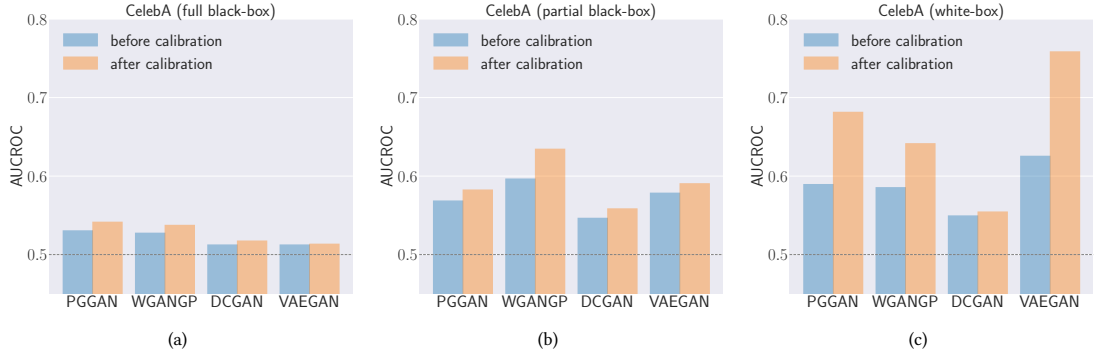 CelebA (full black-box)
0.8
0.7
0.6
0.5
AUCROC
before calibration
after calibration
PGGAN WGANGP DCGAN VAEGAN
(a)
CelebA (partial black-box)
0.8
0.7
0.6
0.5
AUCROC
before calibration
after calibration
PGGAN WGANGP DCGAN VAEGAN
(b)
CelebA (white-box)
0.8
0.7
0.6
0.5
AUCROC
before calibration
after calibration
PGGAN WGANGP DCGAN VAEGAN
(c)